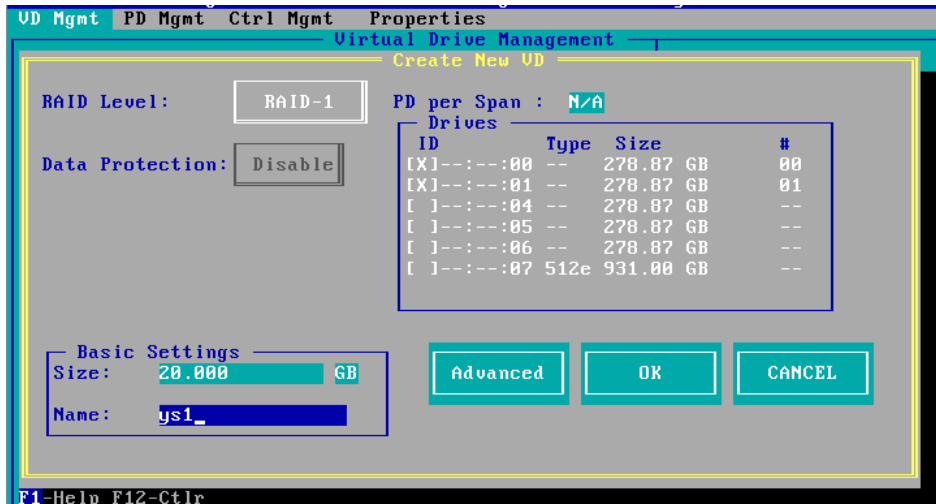 VD Mgmt PD Mgmt Ctrl Mgmt Properties
Virtual Drive Management
Create New VD
RAID Level: RAID-1 PD per Span : N/A
Drives
ID Type Size #
Data Protection: Disable
[X]--:--:00 -- 278.87 GB 00
[X]--:--:01 -- 278.87 GB 01
[ ]--:--:04 -- 278.87 GB --
[ ]--:--:05 -- 278.87 GB --
[ ]--:--:06 -- 278.87 GB --
[ ]--:--:07 512e 931.00 GB --
Basic Settings
Size: 20.000 GB
Name: ys1_
Advanced OK CANCEL
F1-Help F12-Ctlr